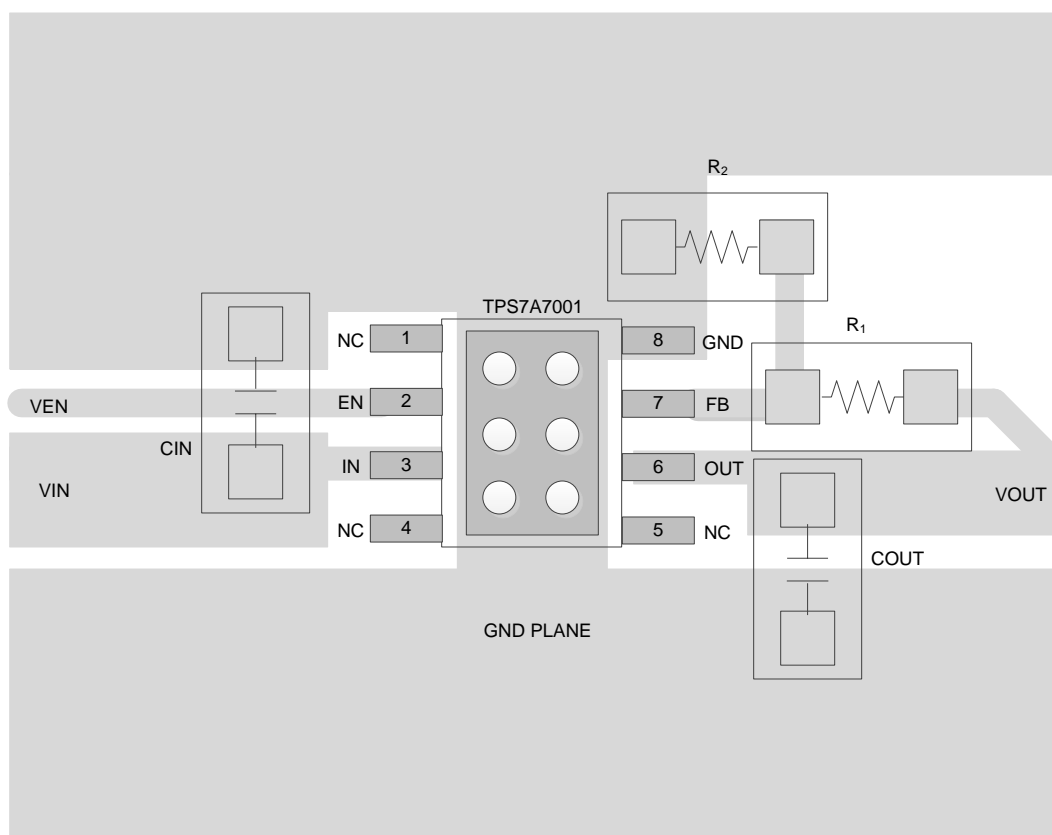 R₂
TPS7A7001
R₁
NC
1
8
GND
VEN
EN
2
7
FB
CIN
IN
3
6
OUT
VIN
VOUT
NC
4
5
NC
COUT
GND PLANE